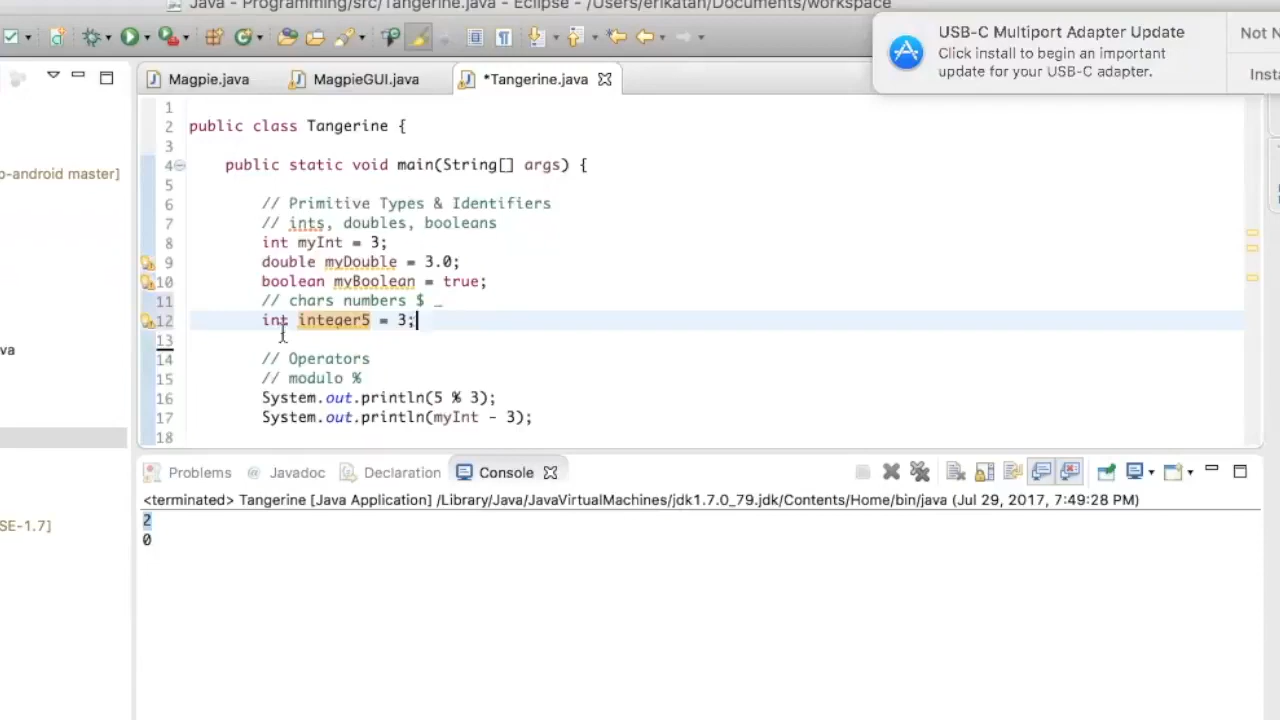 Java - Programming/src/Tangerine.java - Eclipse - /Users/erikatan/Documents/workspace
USB-C Multiport Adapter Update
Click install to begin an important
update for your USB-C adapter.
Not N
Insta
Magpie.java
MagpieGUI.java
*Tangerine.java
1
2 public class Tangerine {
3
4 public static void main(String[] args) {
5
6 // Primitive Types & Identifiers
7 // ints, doubles, booleans
8 int myInt = 3;
9 double myDouble = 3.0;
10 boolean myBoolean = true;
11 // chars numbers $ _
12 int integer5 = 3;
13
14 // Operators
15 // modulo %
16 System.out.println(5 % 3);
17 System.out.println(myInt - 3);
18
o-android master]
va
SE-1.7]
Problems @ Javadoc Declaration Console
<terminated> Tangerine [Java Application] /Library/Java/JavaVirtualMachines/jdk1.7.0_79.jdk/Contents/Home/bin/java (Jul 29, 2017, 7:49:28 PM)
2
0